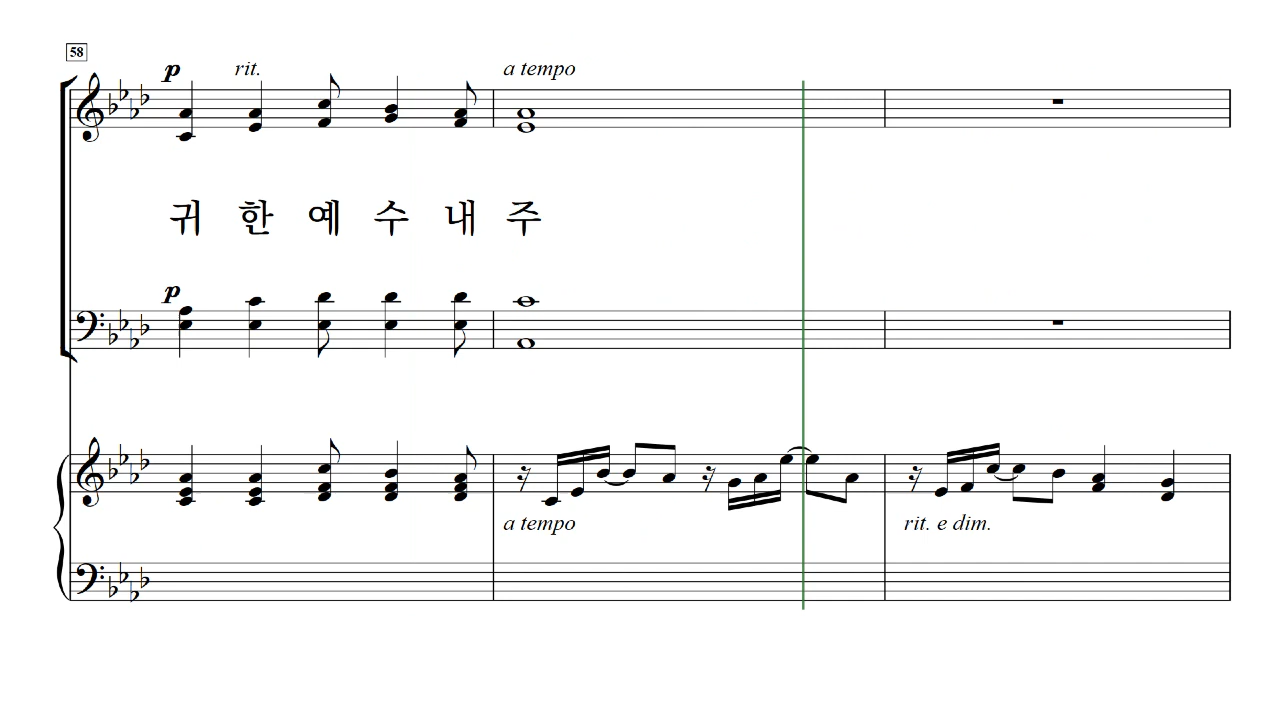 58
p rit. a tempo
귀 한 예 수 내 주
p
a tempo rit. e dim.